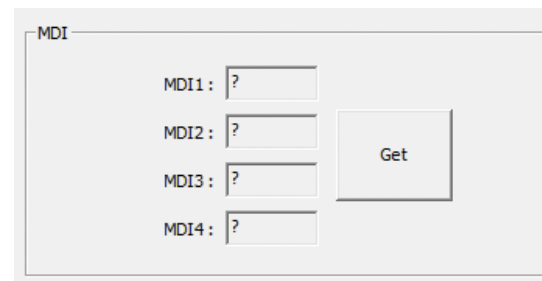 MDI
MDI1 : ?
MDI2 : ?
Get
MDI3 : ?
MDI4 : ?